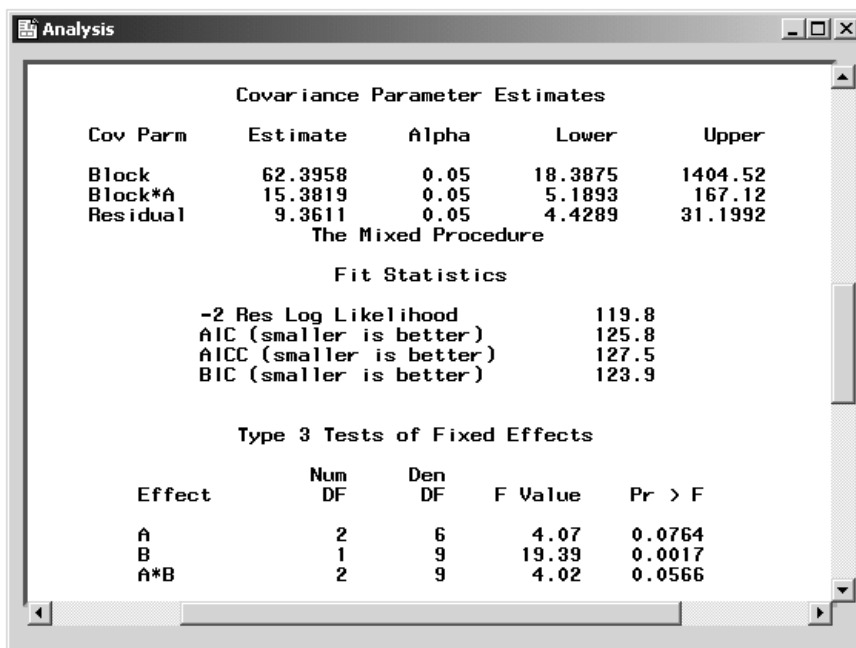 Analysis
Covariance Parameter Estimates
Cov Parm Estimate Alpha Lower Upper
Block 62.3958 0.05 18.3875 1404.52
Block*A 15.3819 0.05 5.1893 167.12
Residual 9.3611 0.05 4.4289 31.1992
The Mixed Procedure
Fit Statistics
-2 Res Log Likelihood 119.8
AIC (smaller is better) 125.8
AICC (smaller is better) 127.5
BIC (smaller is better) 123.9
Type 3 Tests of Fixed Effects
Num Den
Effect DF DF F Value Pr > F
A 2 6 4.07 0.0764
B 1 9 19.39 0.0017
A*B 2 9 4.02 0.0566